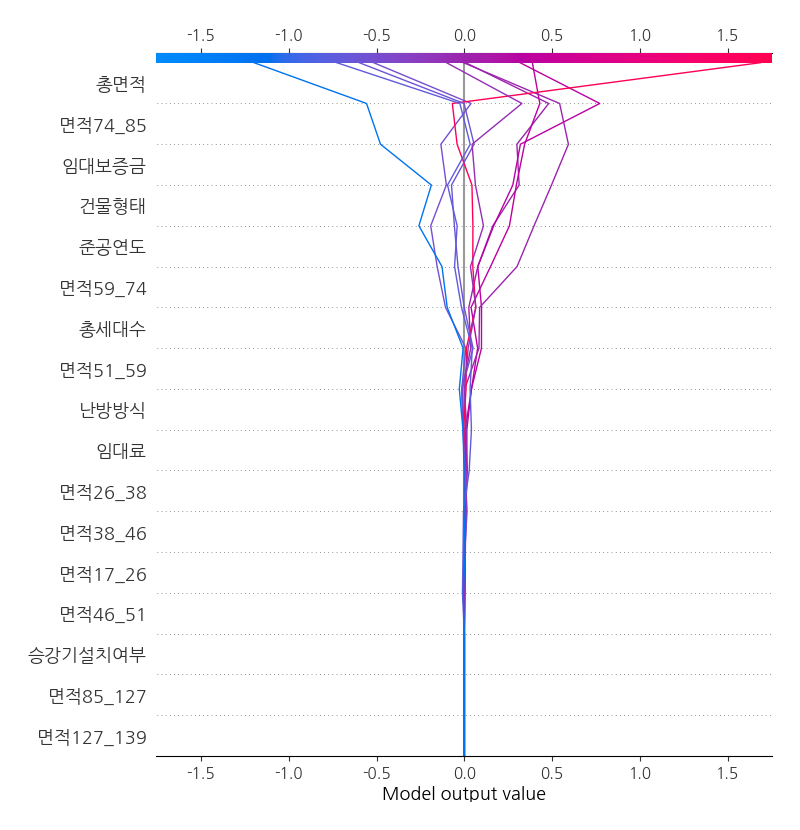 -1.5 -1.0 -0.5 0.0 0.5 1.0 1.5
총면적
면적74_85
임대보증금
건물형태
준공연도
면적59_74
총세대수
면적51_59
난방방식
임대료
면적26_38
면적38_46
면적17_26
면적46_51
승강기설치여부
면적85_127
면적127_139
-1.5 -1.0 -0.5 0.0 0.5 1.0 1.5
Model output value